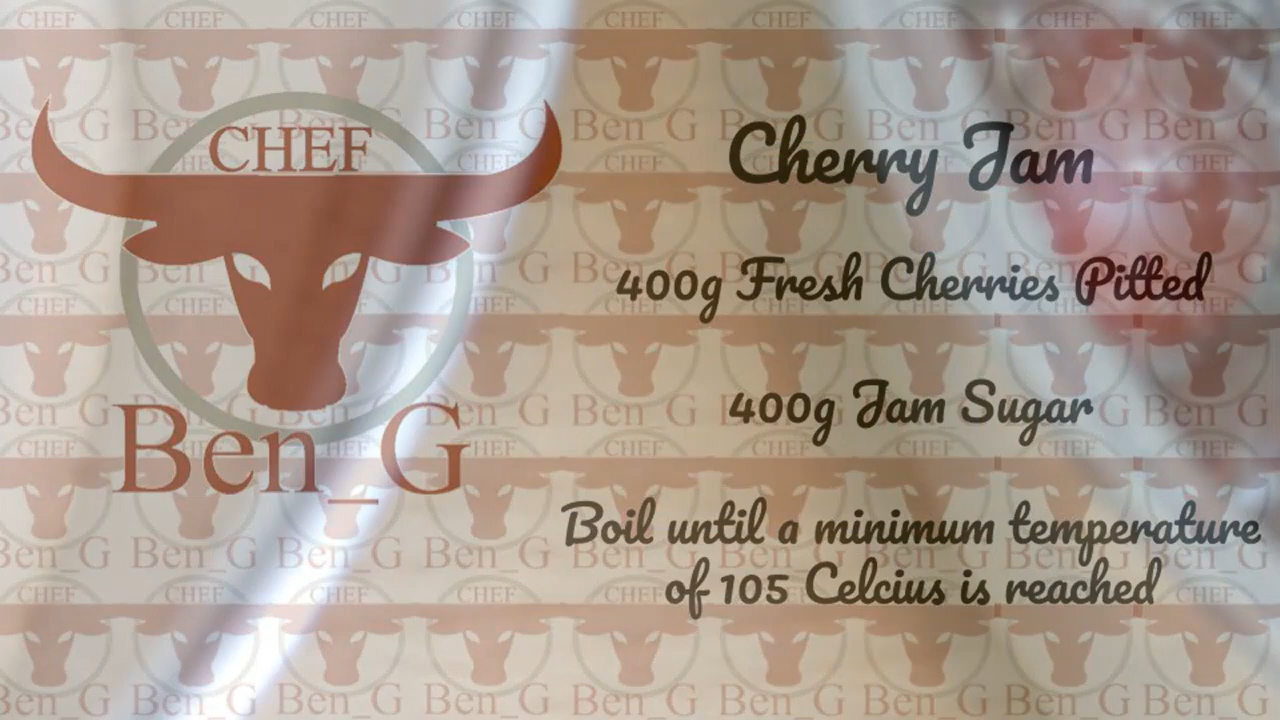 CHEF
Ben_G
Cherry Jam
400g Fresh Cherries Pitted
400g Jam Sugar
Boil until a minimum temperature
of 105 Celcius is reached